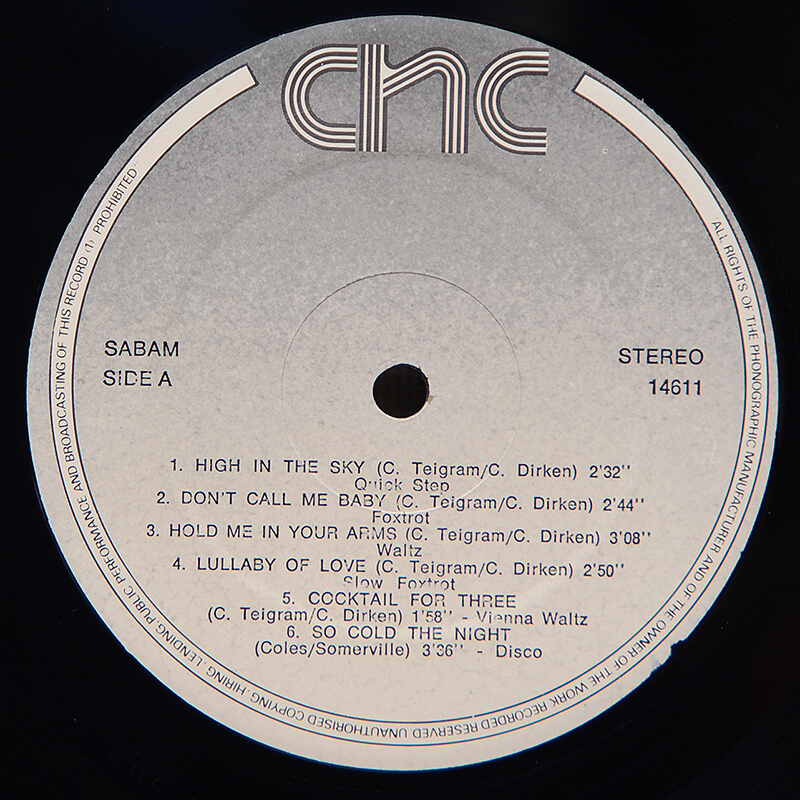 cnc
SABAM
SIDE A
STEREO
14611
1. HIGH IN THE SKY (C. Teigram/C. Dirken) 2'32''
Quick Step
2. DON'T CALL ME BABY (C. Teigram/C. Dirken) 2'44''
Foxtrot
3. HOLD ME IN YOUR ARMS (C. Teigram/C. Dirken) 3'08''
Waltz
4. LULLABY OF LOVE (C. Teigram/C. Dirken) 2'50''
Slow Foxtrot
5. COCKTAIL FOR THREE
(C. Teigram/C. Dirken) 1'58'' - Vienna Waltz
6. SO COLD THE NIGHT
(Coles/Somerville) 3'36'' - Disco
ALL RIGHTS OF THE PHONOGRAPHIC MANUFACTURER AND OF THE OWNER OF THE WORK RECORDED RESERVED UNAUTHORISED COPYING. HIRING. LENDING. PUBLIC PERFORMANCE AND BROADCASTING OF THIS RECORD (1) PROHIBITED